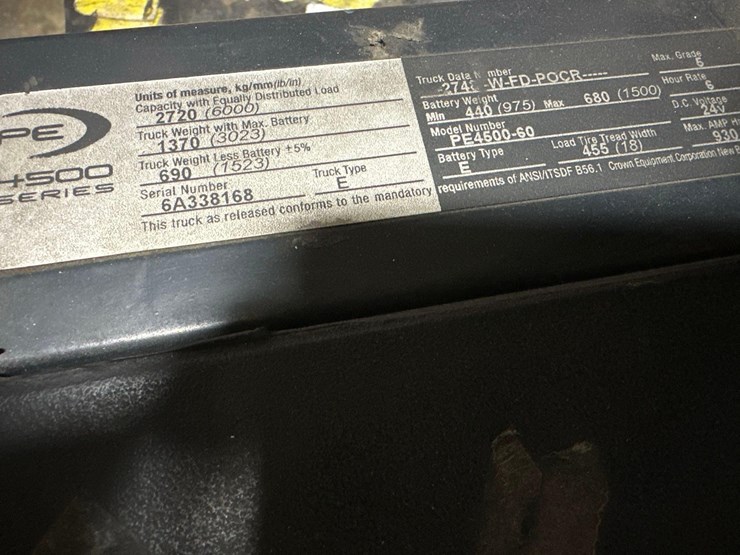 PE
4500
SERIES
Units of measure, kg/mm(lb/in)
Capacity with Equally Distributed Load
2720 (6000)
Truck Weight with Max. Battery
1370 (3023)
Truck Weight Less Battery ±5%
690 (1523)
Serial Number
6A338168
Truck Type
E
Truck Data mber
-W-FD-POCR-----
Max. Grade
5
Battery Weight
Min 440 (975) Max 680 (1500)
Hour Rate
6
Model Number
PE4500-60
D.C. Voltage
24V
Battery Type
E
Load Tire Tread Width
455 (18)
Max. AMP
930
This truck as released conforms to the mandatory requirements of ANSI/ITSDF B56.1 Crown Equipment Corporation New